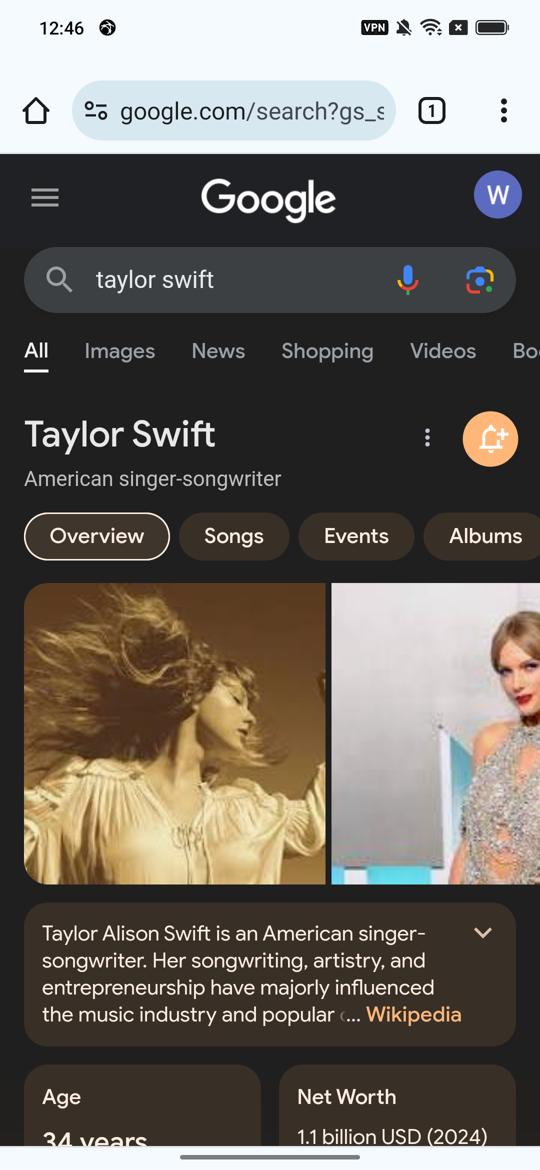 12:46
VPN
google.com/search?gs_s
1
Google
W
taylor swift
All Images News Shopping Videos Bo
Taylor Swift
American singer-songwriter
Overview Songs Events Albums
Taylor Alison Swift is an American singer-
songwriter. Her songwriting, artistry, and
entrepreneurship have majorly influenced
the music industry and popular ... Wikipedia
Age
34 years
Net Worth
1.1 billion USD (2024)